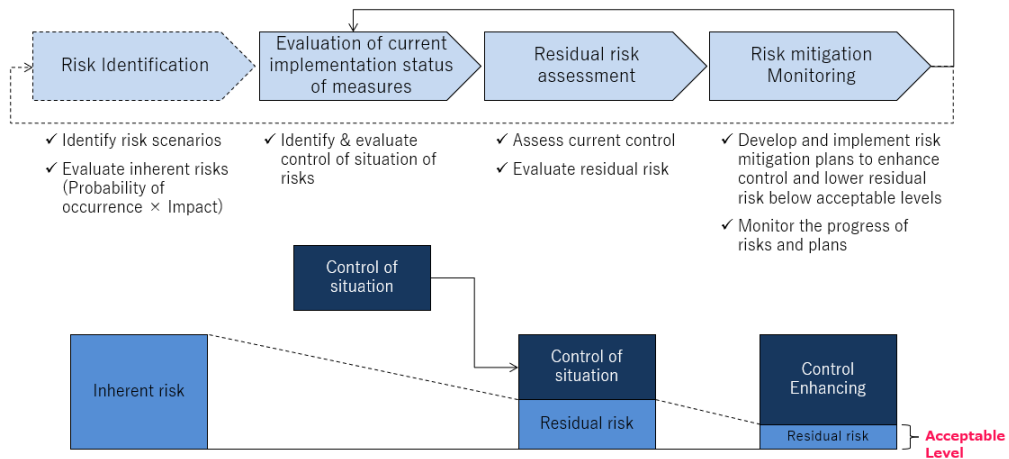 Risk Identification
Evaluation of current
implementation status
of measures
Residual risk
assessment
Risk mitigation
Monitoring
✓ Identify risk scenarios
✓ Evaluate inherent risks
(Probability of
occurrence × Impact)
✓ Identify & evaluate
control of situation of
risks
✓ Assess current control
✓ Evaluate residual risk
✓ Develop and implement risk
mitigation plans to enhance
control and lower residual
risk below acceptable levels
✓ Monitor the progress of
risks and plans
Control of
situation
Inherent risk
Control of
situation
Residual risk
Control
Enhancing
Residual risk
Acceptable
Level